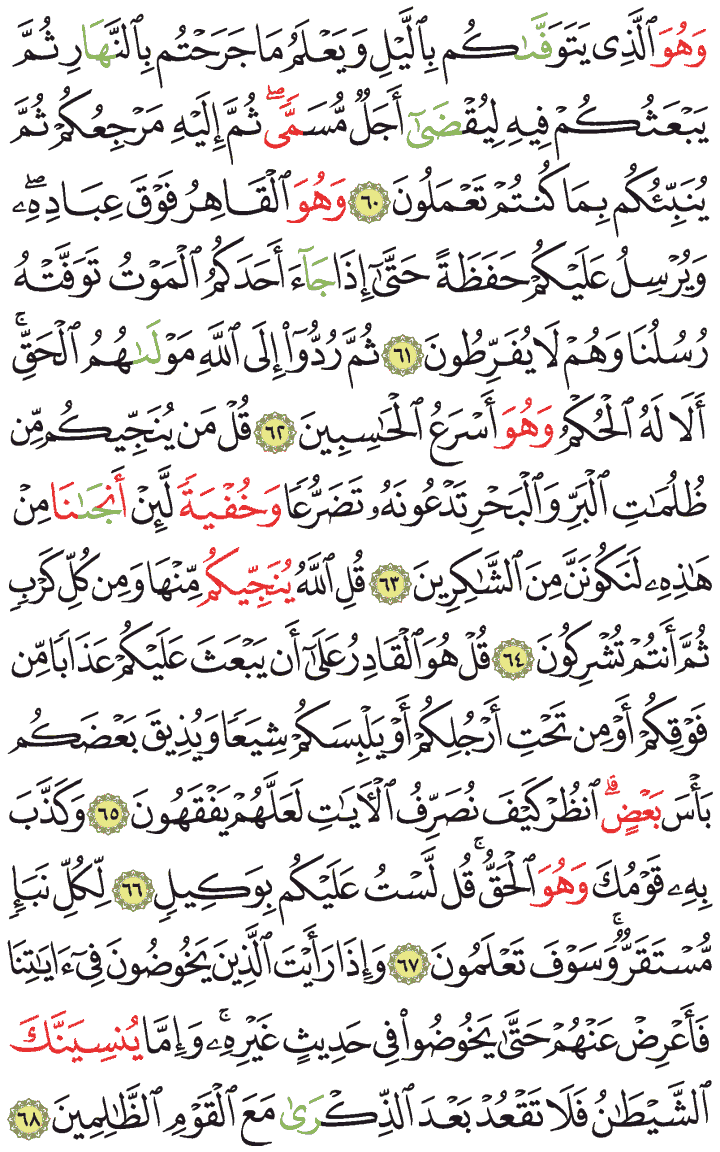 وَهُوَ ٱلَّذِى يَتَوَفَّىٰكُم بِٱلَّيْلِ وَيَعْلَمُ مَا جَرَحْتُم بِٱلنَّهَارِ ثُمَّ
يَبْعَثُكُمْ فِيهِ لِيُقْضَىٰٓ أَجَلٌ مُّسَمًّى ۖ ثُمَّ إِلَيْهِ مَرْجِعُكُمْ ثُمَّ
يُنَبِّئُكُم بِمَا كُنتُمْ تَعْمَلُونَ ٦٠ وَهُوَ ٱلْقَاهِرُ فَوْقَ عِبَادِهِۦ ۖ
وَيُرْسِلُ عَلَيْكُمْ حَفَظَةً حَتَّىٰٓ إِذَا جَآءَ أَحَدَكُمُ ٱلْمَوْتُ تَوَفَّتْهُ
رُسُلُنَا وَهُمْ لَا يُفَرِّطُونَ ٦١ ثُمَّ رُدُّوٓا۟ إِلَى ٱللَّهِ مَوْلَىٰهُمُ ٱلْحَقِّ ۚ
أَلَا لَهُ ٱلْحُكْمُ وَهُوَ أَسْرَعُ ٱلْحَٰسِبِينَ ٦٢ قُلْ مَن يُنَجِّيكُم مِّن
ظُلُمَٰتِ ٱلْبَرِّ وَٱلْبَحْرِ تَدْعُونَهُۥ تَضَرُّعًا وَخُفْيَةً لَّئِنْ أَنجَىٰنَا مِنْ
هَٰذِهِۦ لَنَكُونَنَّ مِنَ ٱلشَّٰكِرِينَ ٦٣ قُلِ ٱللَّهُ يُنَجِّيكُم مِّنْهَا وَمِن كُلِّ كَرْبٍ
ثُمَّ أَنتُمْ تُشْرِكُونَ ٦٤ قُلْ هُوَ ٱلْقَادِرُ عَلَىٰٓ أَن يَبْعَثَ عَلَيْكُمْ عَذَابًا مِّن
فَوْقِكُمْ أَوْ مِن تَحْتِ أَرْجُلِكُمْ أَوْ يَلْبِسَكُمْ شِيَعًا وَيُذِيقَ بَعْضَكُم
بَأْسَ بَعْضٍ ۗ ٱنظُرْ كَيْفَ نُصَرِّفُ ٱلْءَايَٰتِ لَعَلَّهُمْ يَفْقَهُونَ ٦٥ وَكَذَّبَ
بِهِۦ قَوْمُكَ وَهُوَ ٱلْحَقُّ ۚ قُل لَّسْتُ عَلَيْكُم بِوَكِيلٍ ٦٦ لِّكُلِّ نَبَإٍ
مُّسْتَقَرٌّ ۚ وَسَوْفَ تَعْلَمُونَ ٦٧ وَإِذَا رَأَيْتَ ٱلَّذِينَ يَخُوضُونَ فِىٓ ءَايَٰتِنَا
فَأَعْرِضْ عَنْهُمْ حَتَّىٰ يَخُوضُوا۟ فِى حَدِيثٍ غَيْرِهِۦ ۚ وَإِمَّا يُنسِيَنَّكَ
ٱلشَّيْطَٰنُ فَلَا تَقْعُدْ بَعْدَ ٱلذِّكْرَىٰ مَعَ ٱلْقَوْمِ ٱلظَّٰلِمِينَ ٦٨